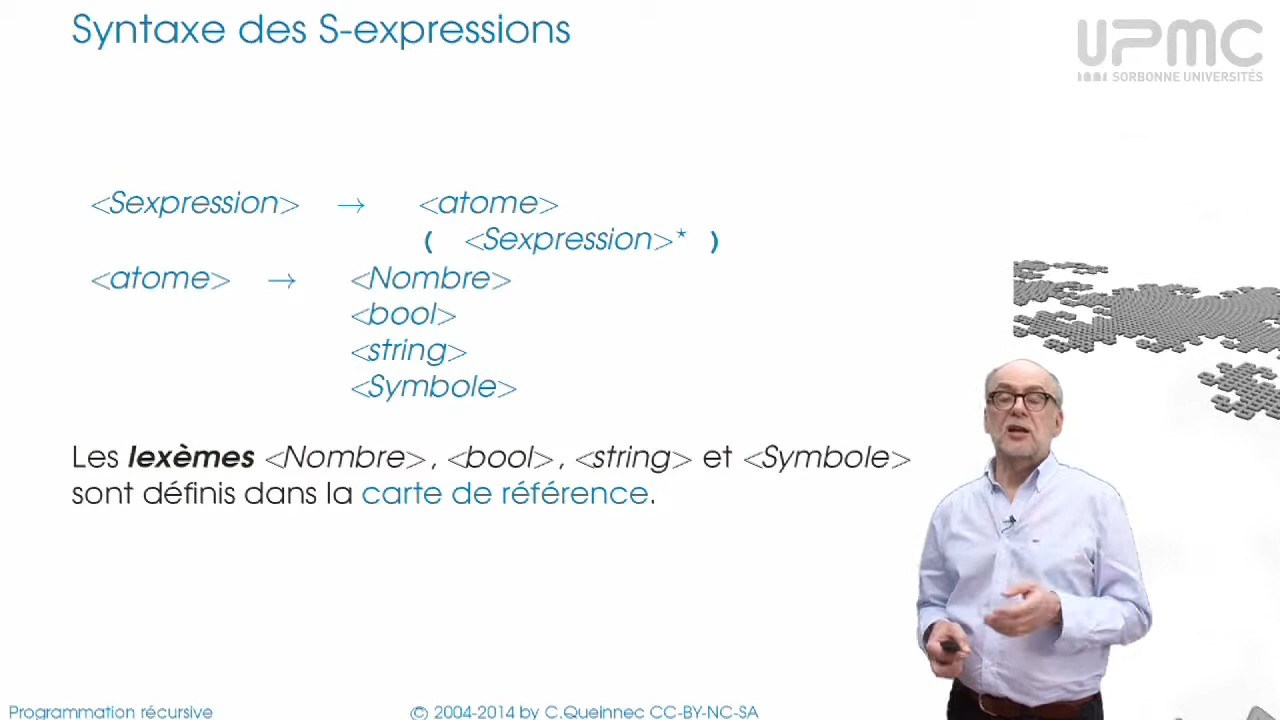 Syntaxe des S-expressions
UPMC
SORBONNE UNIVERSITÉS
<Sexpression> → <atome>
( <Sexpression>* )
<atome> → <Nombre>
<bool>
<string>
<Symbole>
Les lexèmes <Nombre>, <bool>, <string> et <Symbole>
sont définis dans la carte de référence.
Programmation récursive
© 2004-2014 by C.Queinnec CC-BY-NC-SA